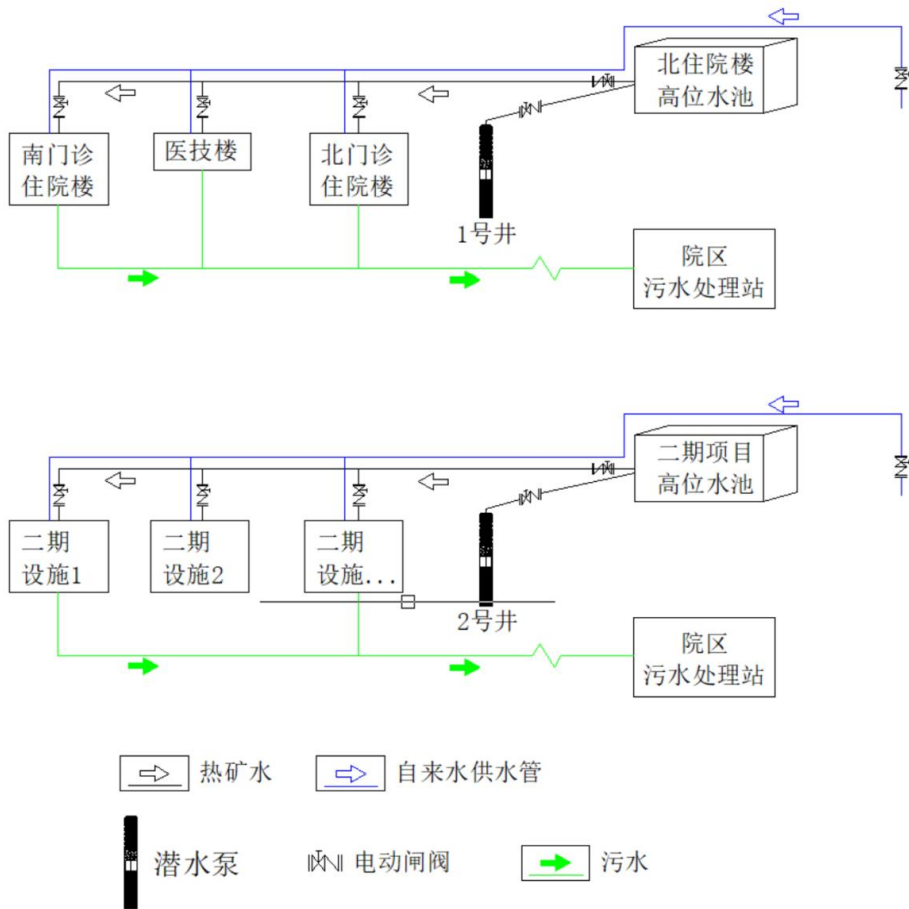 北住院楼
高位水池
南门诊
住院楼
医技楼
北门诊
住院楼
1号井
院区
污水处理站
二期项目
高位水池
二期
设施1
二期
设施2
二期
设施...
2号井
院区
污水处理站
热矿水
自来水供水管
潜水泵
电动闸阀
污水